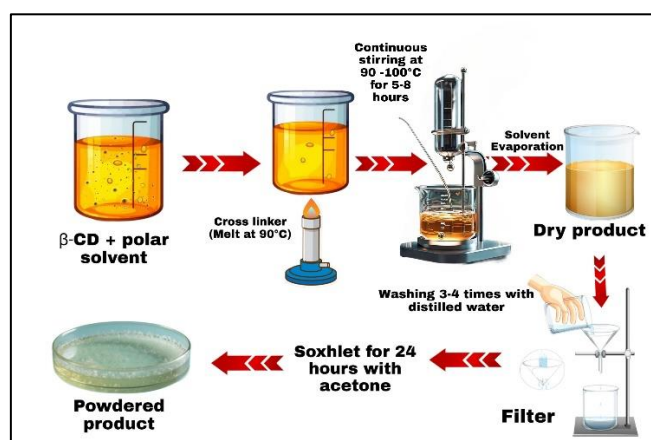 Continuous
stirring at
90 -100°C
for 5-8
hours
Solvent
Evaporation
β-CD + polar
solvent
Cross linker
(Melt at 90°C)
Dry product
Washing 3-4 times with
distilled water
Soxhlet for 24
hours with
acetone
Powdered
product
Filter